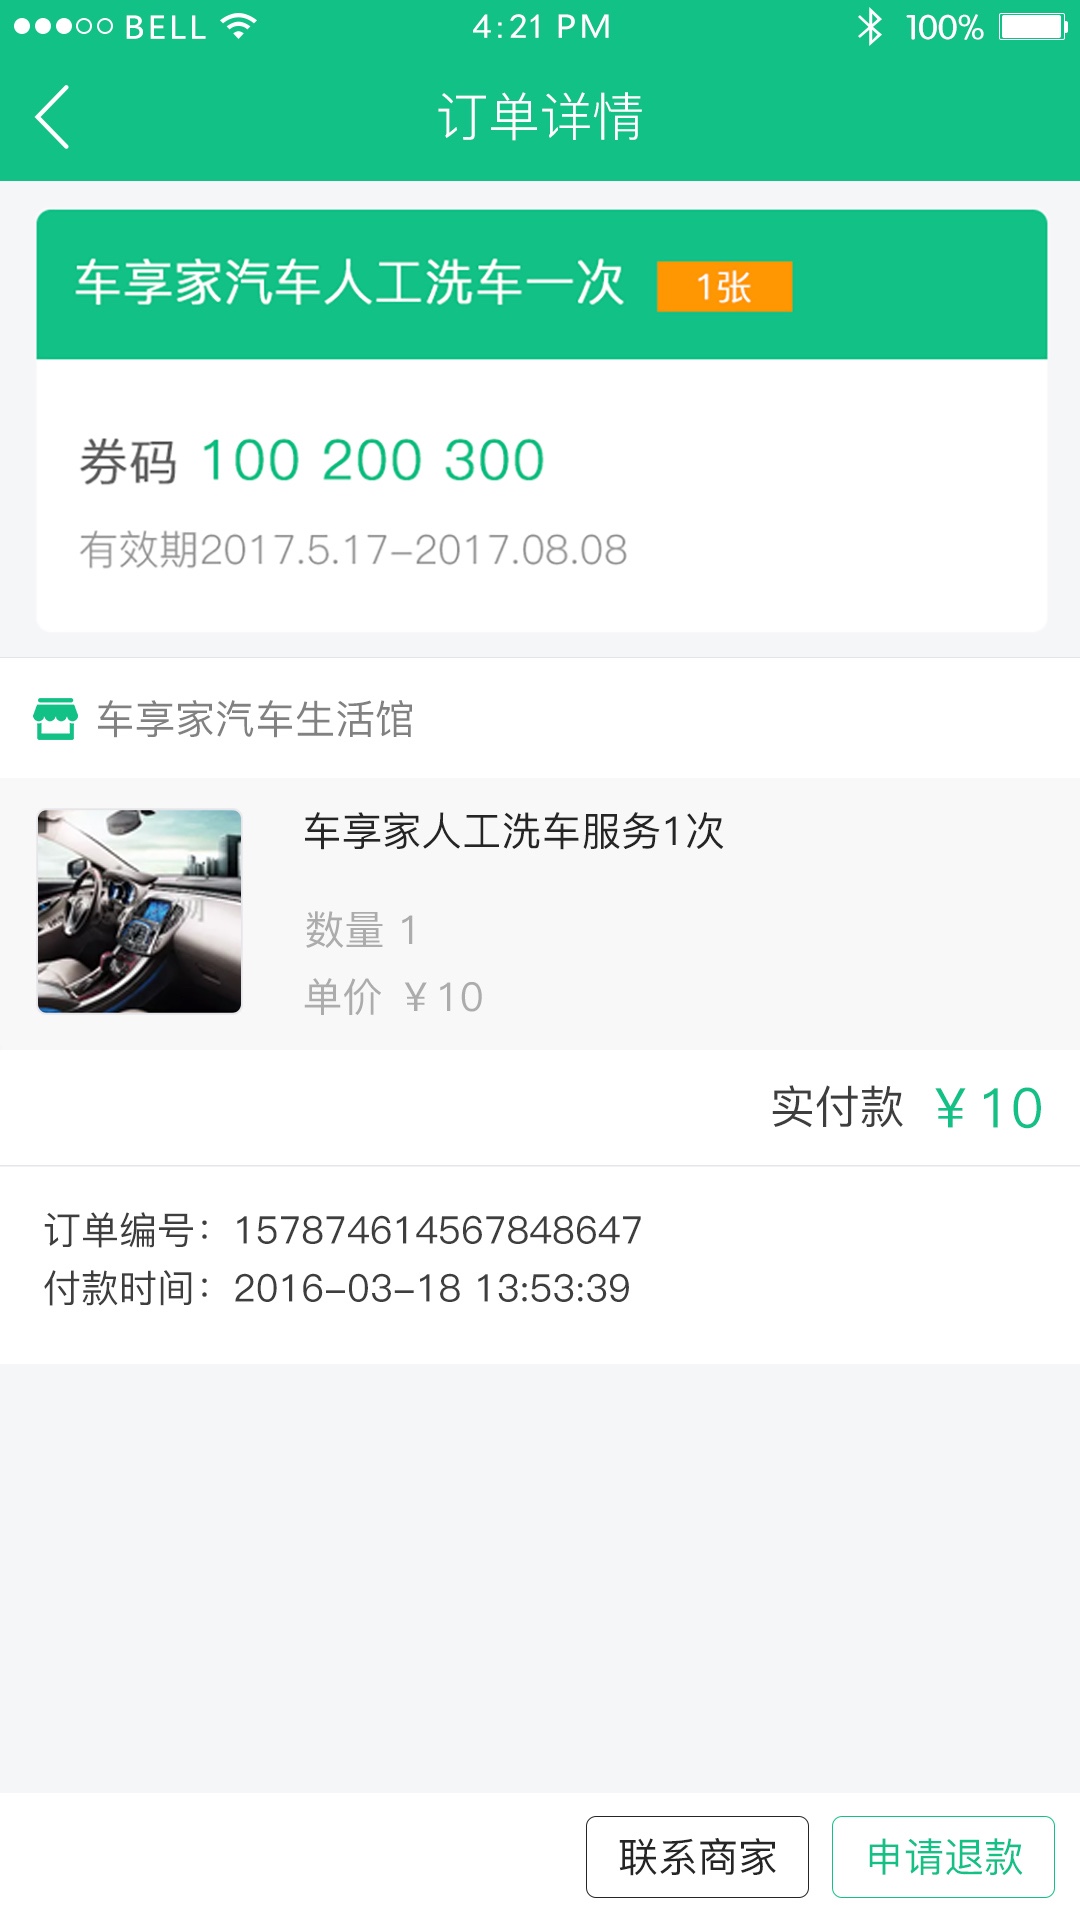 BELL 4:21 PM 100%
订单详情
车享家汽车人工洗车一次 1张
券码 100 200 300
有效期2017.5.17-2017.08.08
车享家汽车生活馆
车享家人工洗车服务1次
数量 1
单价 ¥10
实付款 ¥10
订单编号：157874614567848647
付款时间：2016-03-18 13:53:39
联系商家 申请退款